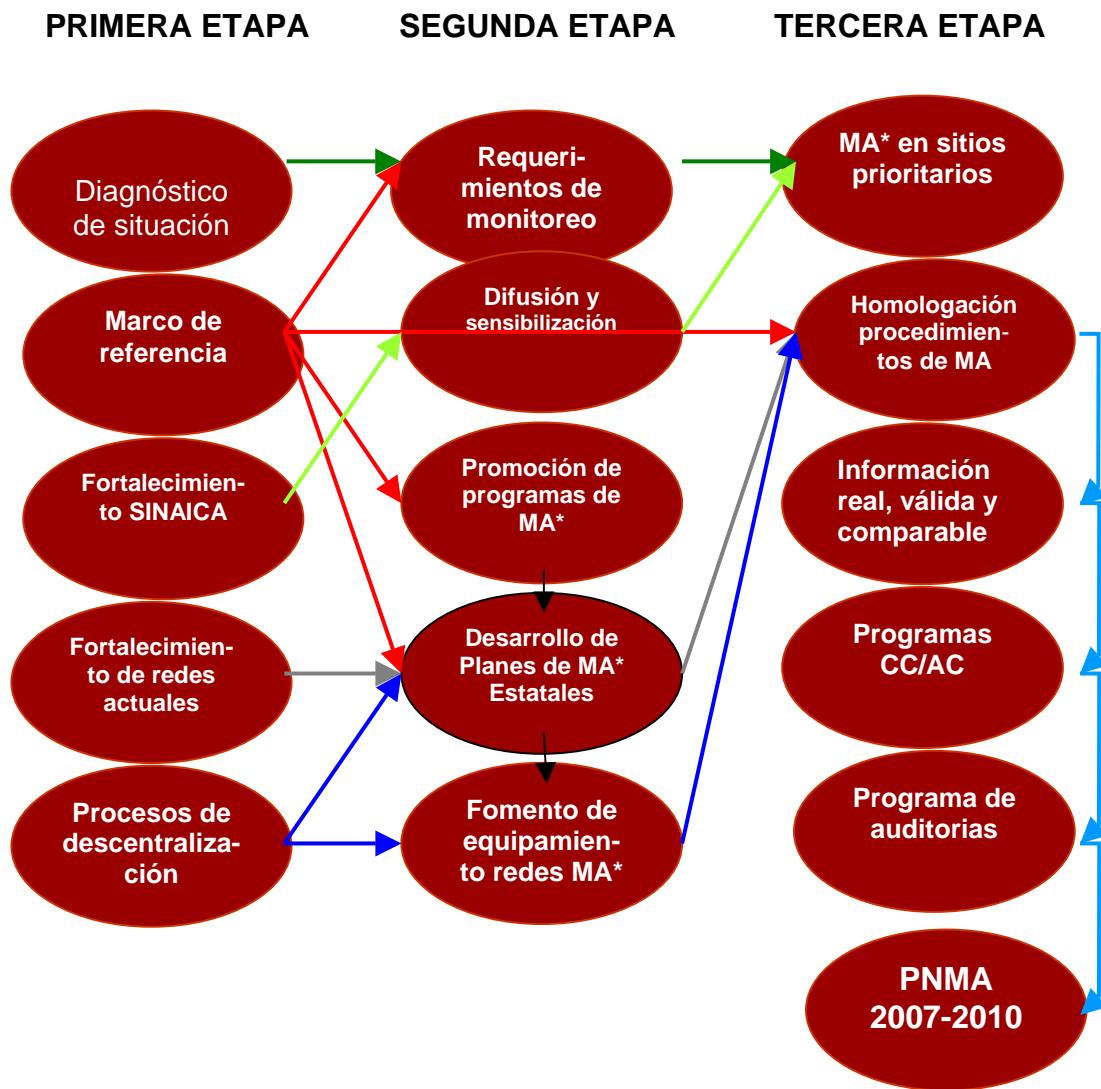 PRIMERA ETAPA
SEGUNDA ETAPA
TERCERA ETAPA
Diagnóstico
de situación
Marco de
referencia
Fortalecimien-
to SINAICA
Fortalecimien-
to de redes
actuales
Procesos de
descentraliza-
ción
Requeri-
mientos de
monitoreo
Difusión y
sensibilización
Promoción de
programas de
MA*
Desarrollo de
Planes de MA*
Estatales
Fomento de
equipamien-
to redes MA*
MA* en sitios
prioritarios
Homologación
procedimien-
tos de MA
Información
real, válida y
comparable
Programas
CC/AC
Programa de
auditorias
PNMA
2007-2010